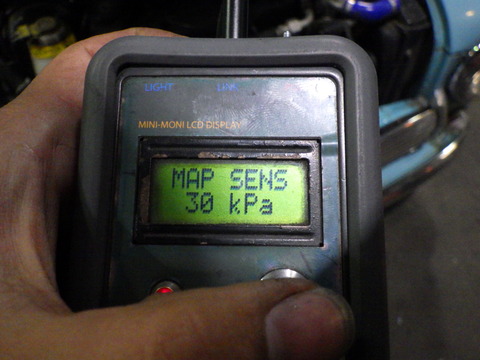 LIGHT LINK
MINI-MONI LCD DISPLAY
MAP SENS
30 kPa